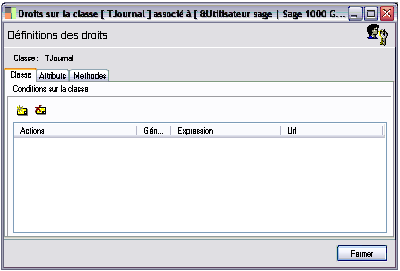 Droits sur la classe [ TJournal ] associé à [ &Utilisateur sage | Sage 1000 G...
Définitions des droits
Classe : TJournal
Classe Attributs Méthodes
Conditions sur la classe
Actions Gén... Expression Url
Fermer